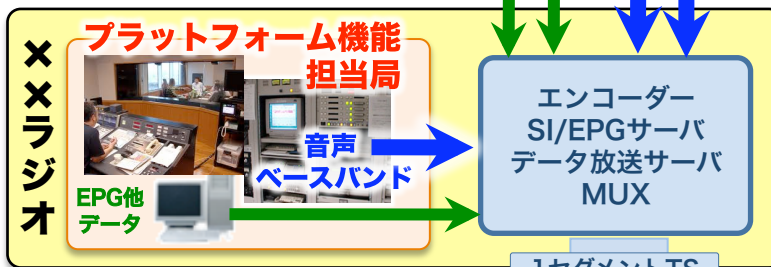 ××ラジオ
プラットフォーム機能
担当局
音声
ベースバンド
EPG他
データ
エンコーダー
SI/EPGサーバ
データ放送サーバ
MUX
1セグメントTS